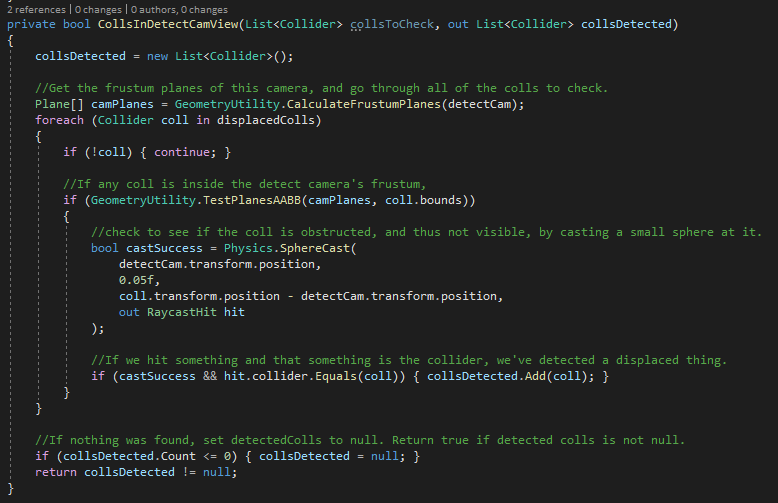 2 references | 0 changes | 0 authors, 0 changes
private bool CollsInDetectCamView(List<Collider> collsToCheck, out List<Collider> collsDetected)
{
    collsDetected = new List<Collider>();

    //Get the frustum planes of this camera, and go through all of the colls to check.
    Plane[] camPlanes = GeometryUtility.CalculateFrustumPlanes(detectCam);
    foreach (Collider coll in displacedColls)
    {
        if (!coll) { continue; }

        //If any coll is inside the detect camera's frustum,
        if (GeometryUtility.TestPlanesAABB(camPlanes, coll.bounds))
        {
            //check to see if the coll is obstructed, and thus not visible, by casting a small sphere at it.
            bool castSuccess = Physics.SphereCast(
                detectCam.transform.position,
                0.05f,
                coll.transform.position - detectCam.transform.position,
                out RaycastHit hit
            );

            //If we hit something and that something is the collider, we've detected a displaced thing.
            if (castSuccess && hit.collider.Equals(coll)) { collsDetected.Add(coll); }
        }
    }

    //If nothing was found, set detectedColls to null. Return true if detected colls is not null.
    if (collsDetected.Count <= 0) { collsDetected = null; }
    return collsDetected != null;
}